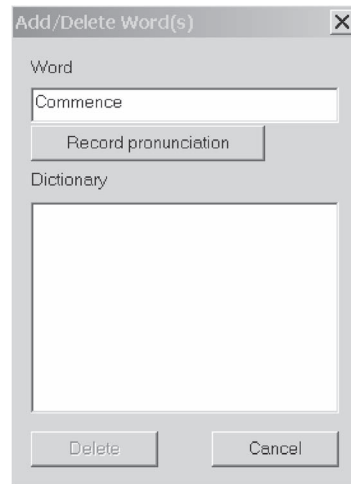 Add/Delete Word(s)
Word
Commence
Record pronunciation
Dictionary
Delete
Cancel